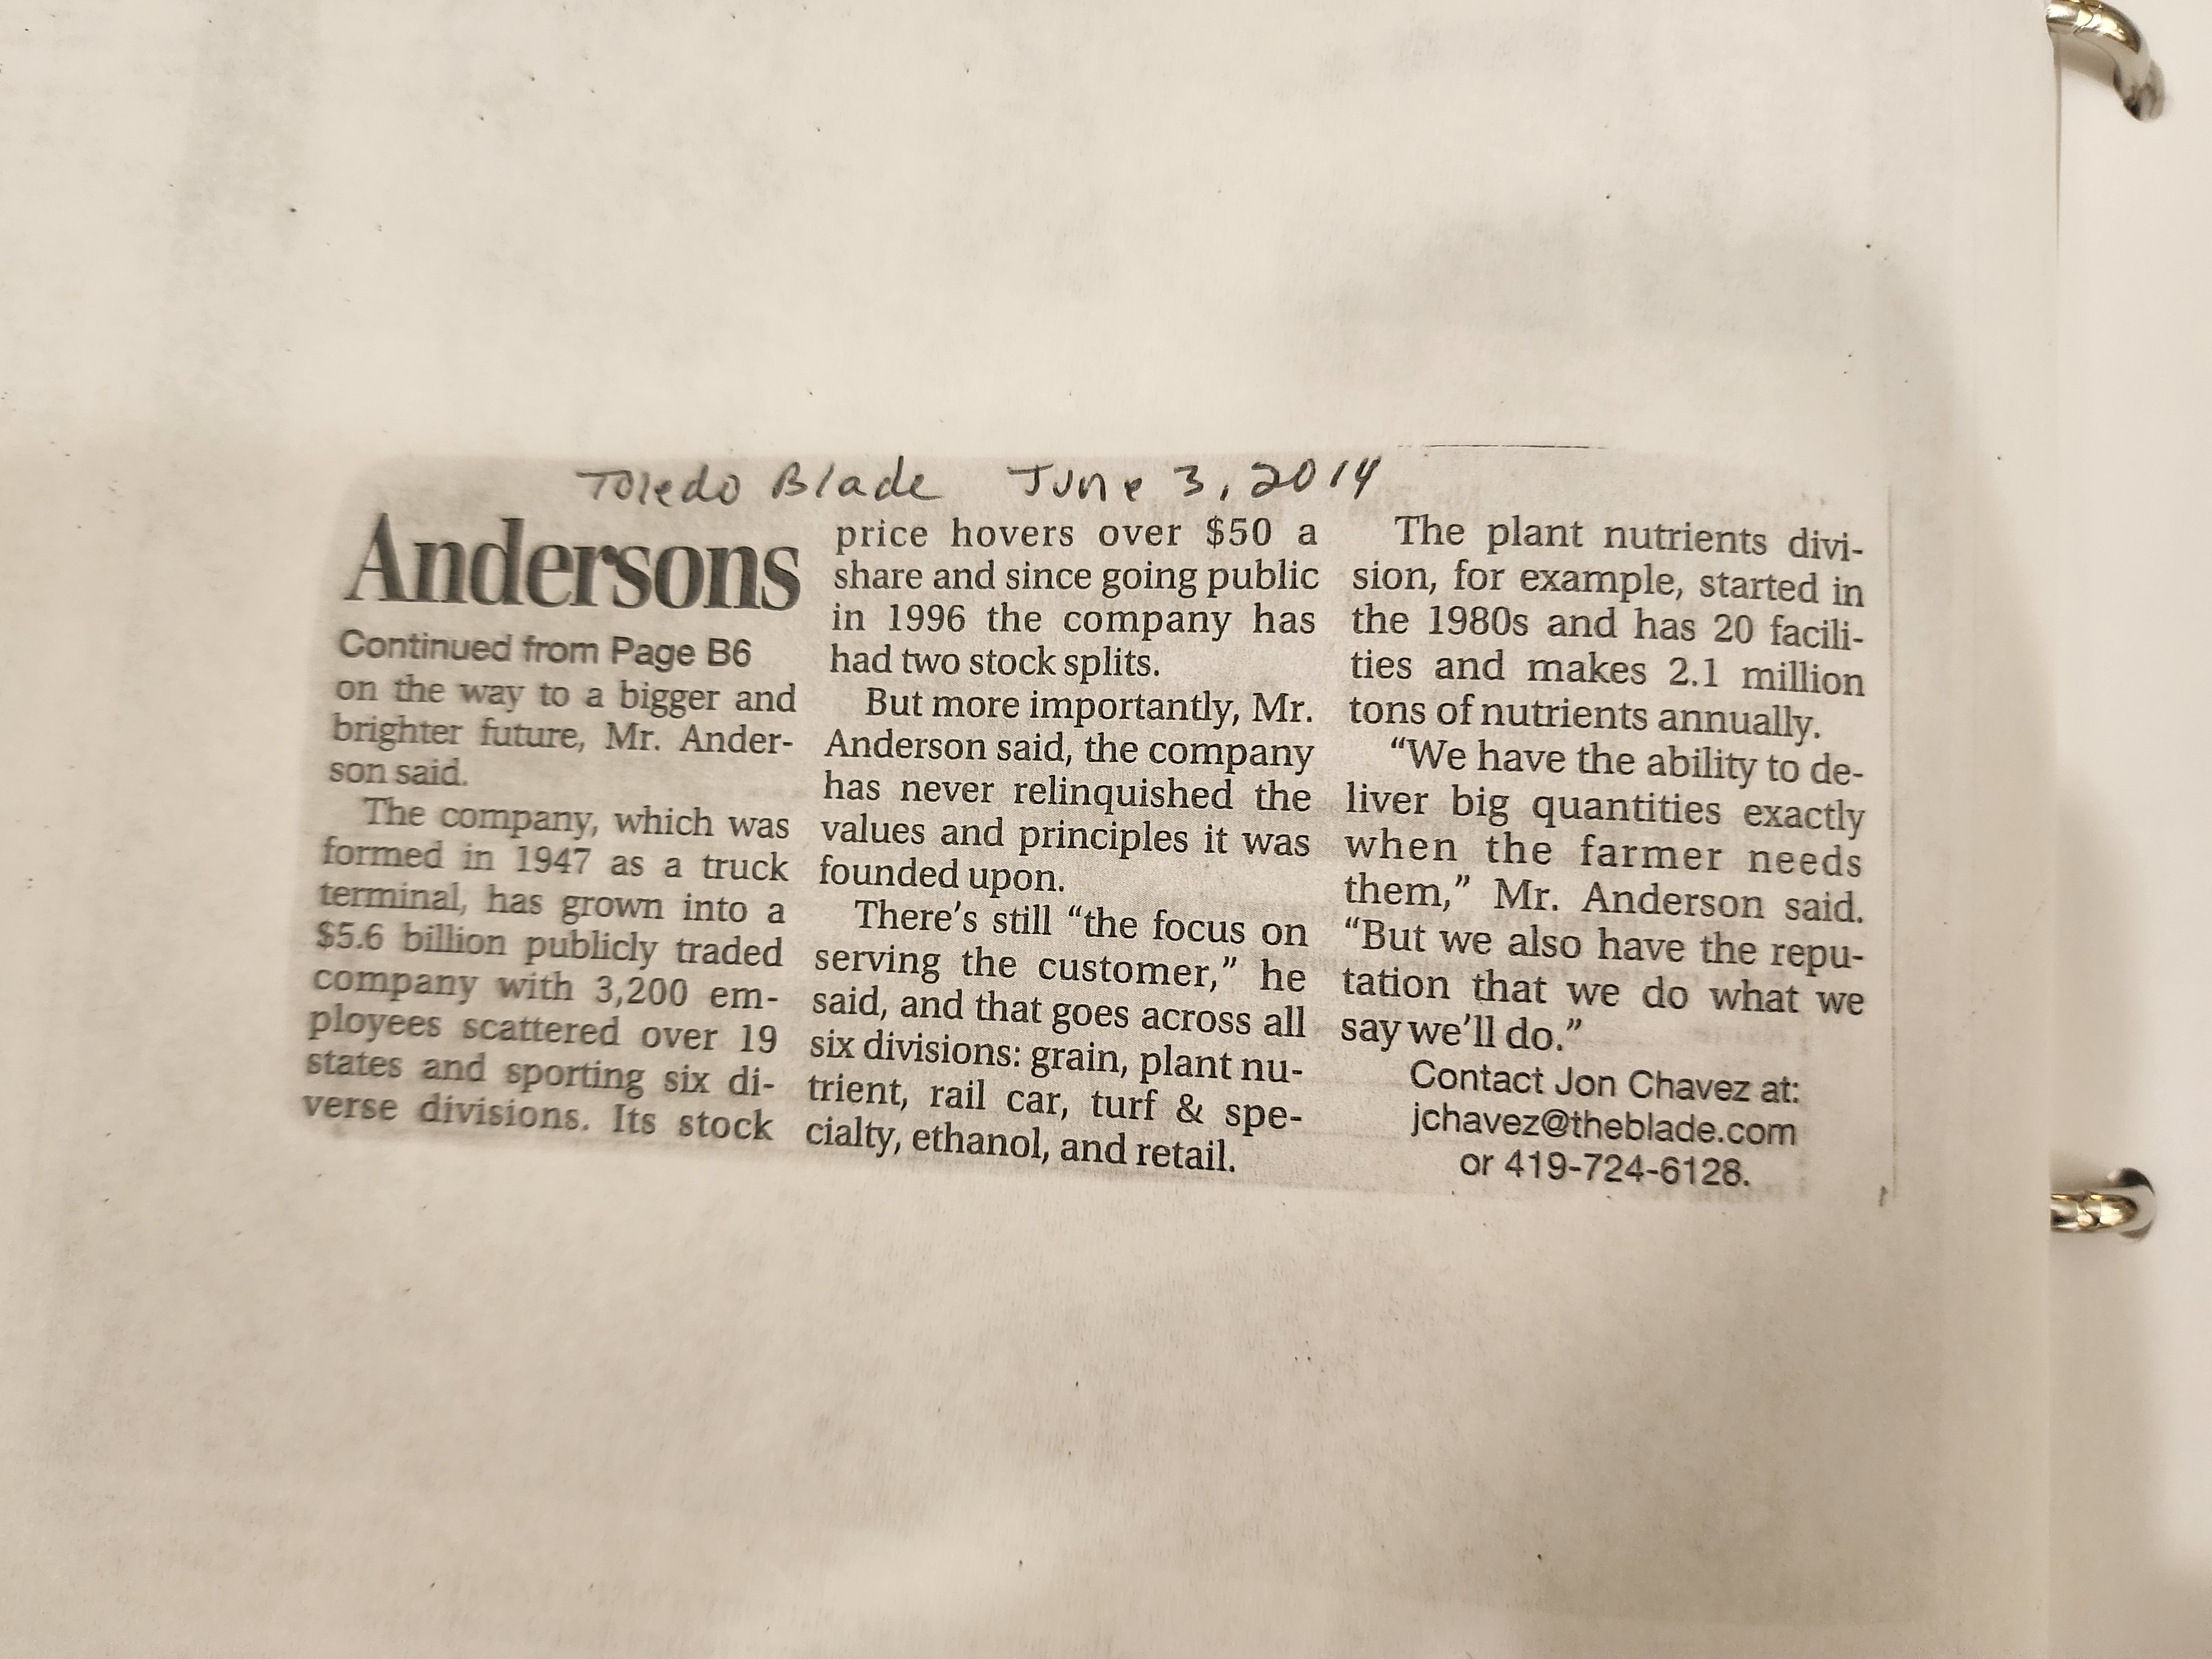 Toledo Blade June 3, 2014
Andersons
Continued from Page B6
on the way to a bigger and
brighter future, Mr. Ander-
son said.
The company, which was
formed in 1947 as a truck
terminal, has grown into a
$5.6 billion publicly traded
company with 3,200 em-
ployees scattered over 19
states and sporting six di-
verse divisions. Its stock
price hovers over $50 a
share and since going public
in 1996 the company has
had two stock splits.
But more importantly, Mr.
Anderson said, the company
has never relinquished the
values and principles it was
founded upon.
There's still “the focus on
serving the customer,” he
said, and that goes across all
six divisions: grain, plant nu-
trient, rail car, turf & spe-
cialty, ethanol, and retail.
The plant nutrients divi-
sion, for example, started in
the 1980s and has 20 facili-
ties and makes 2.1 million
tons of nutrients annually.
“We have the ability to de-
liver big quantities exactly
when the farmer needs
them,” Mr. Anderson said.
“But we also have the repu-
tation that we do what we
say we'll do.”
Contact Jon Chavez at:
jchavez@theblade.com
or 419-724-6128.